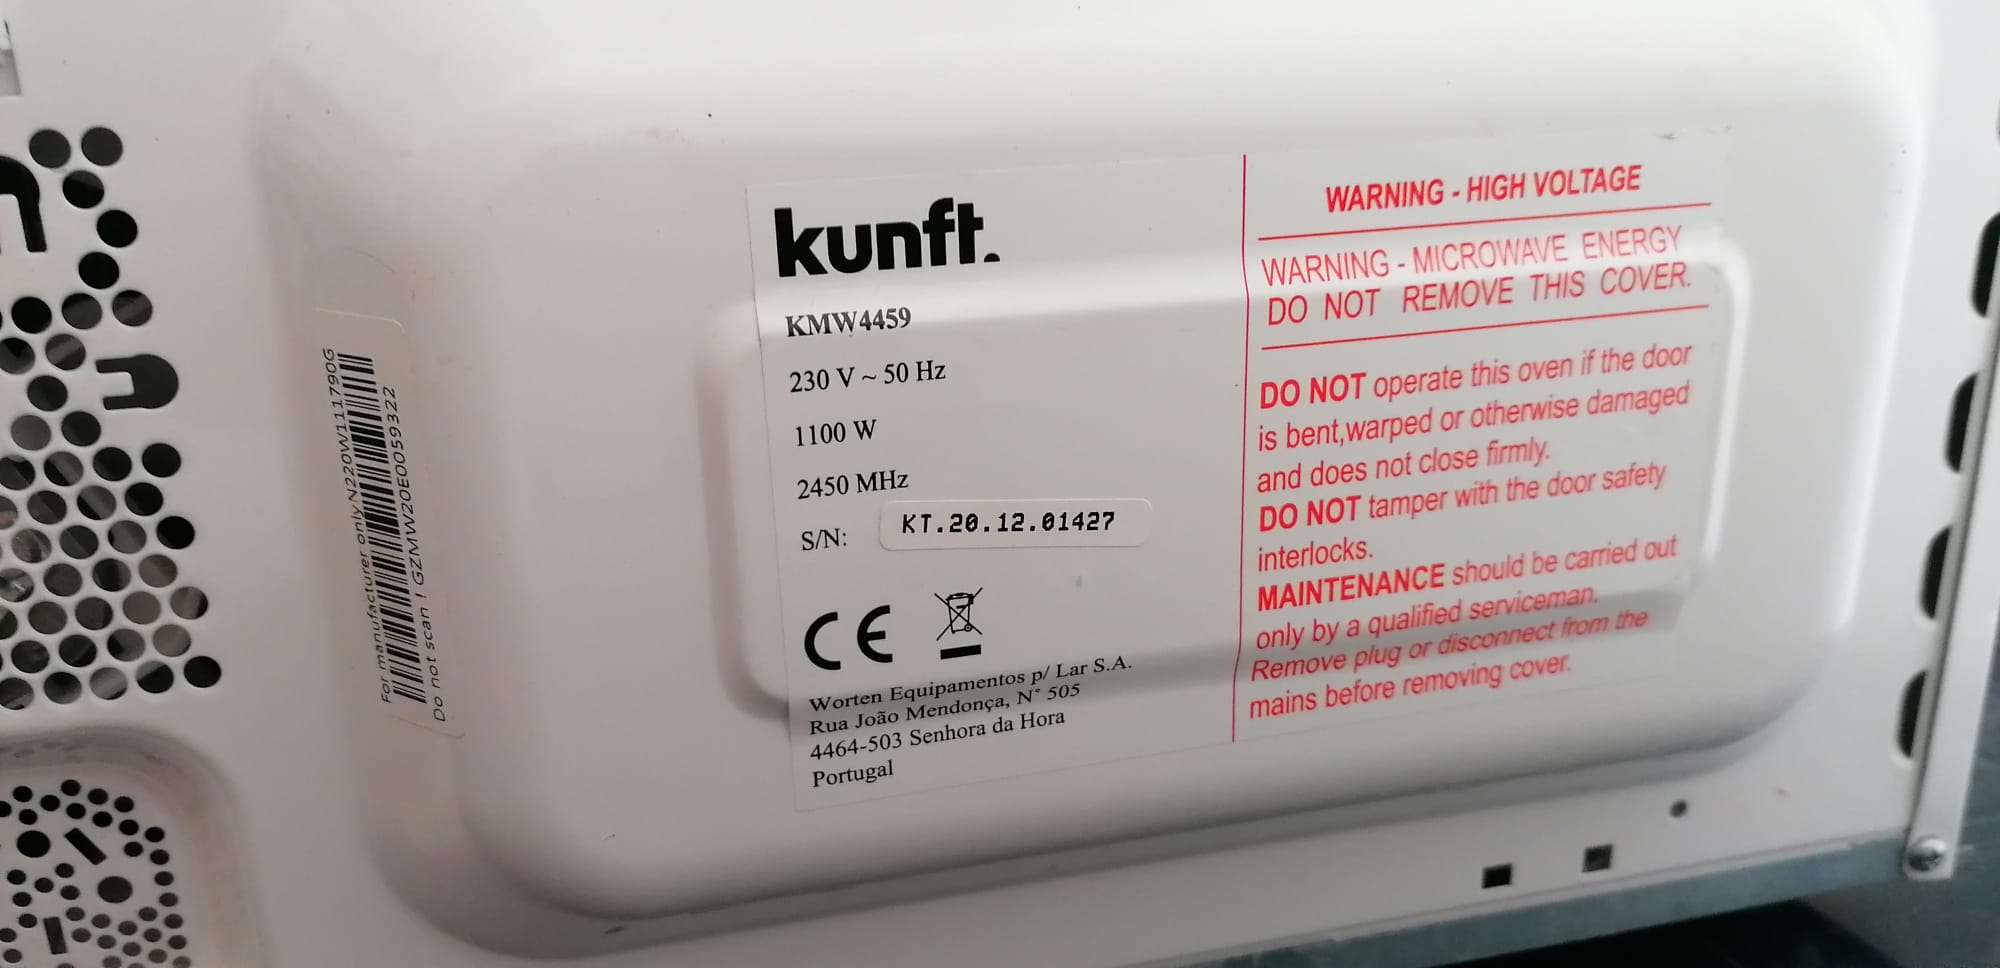 For manufacturer only N220W1111790G
Do not scan ! GZMW20E0059322
kunft.
KMW4459
230 V ~ 50 Hz
1100 W
2450 MHz
S/N: KT.20.12.01427
CE
Worten Equipamentos p/ Lar S.A.
Rua João Mendonça, N° 505
4464-503 Senhora da Hora
Portugal
WARNING - HIGH VOLTAGE
WARNING - MICROWAVE ENERGY
DO NOT REMOVE THIS COVER.
DO NOT operate this oven if the door
is bent,warped or otherwise damaged
and does not close firmly.
DO NOT tamper with the door safety
interlocks.
MAINTENANCE should be carried out
only by a qualified serviceman.
Remove plug or disconnect from the
mains before removing cover.